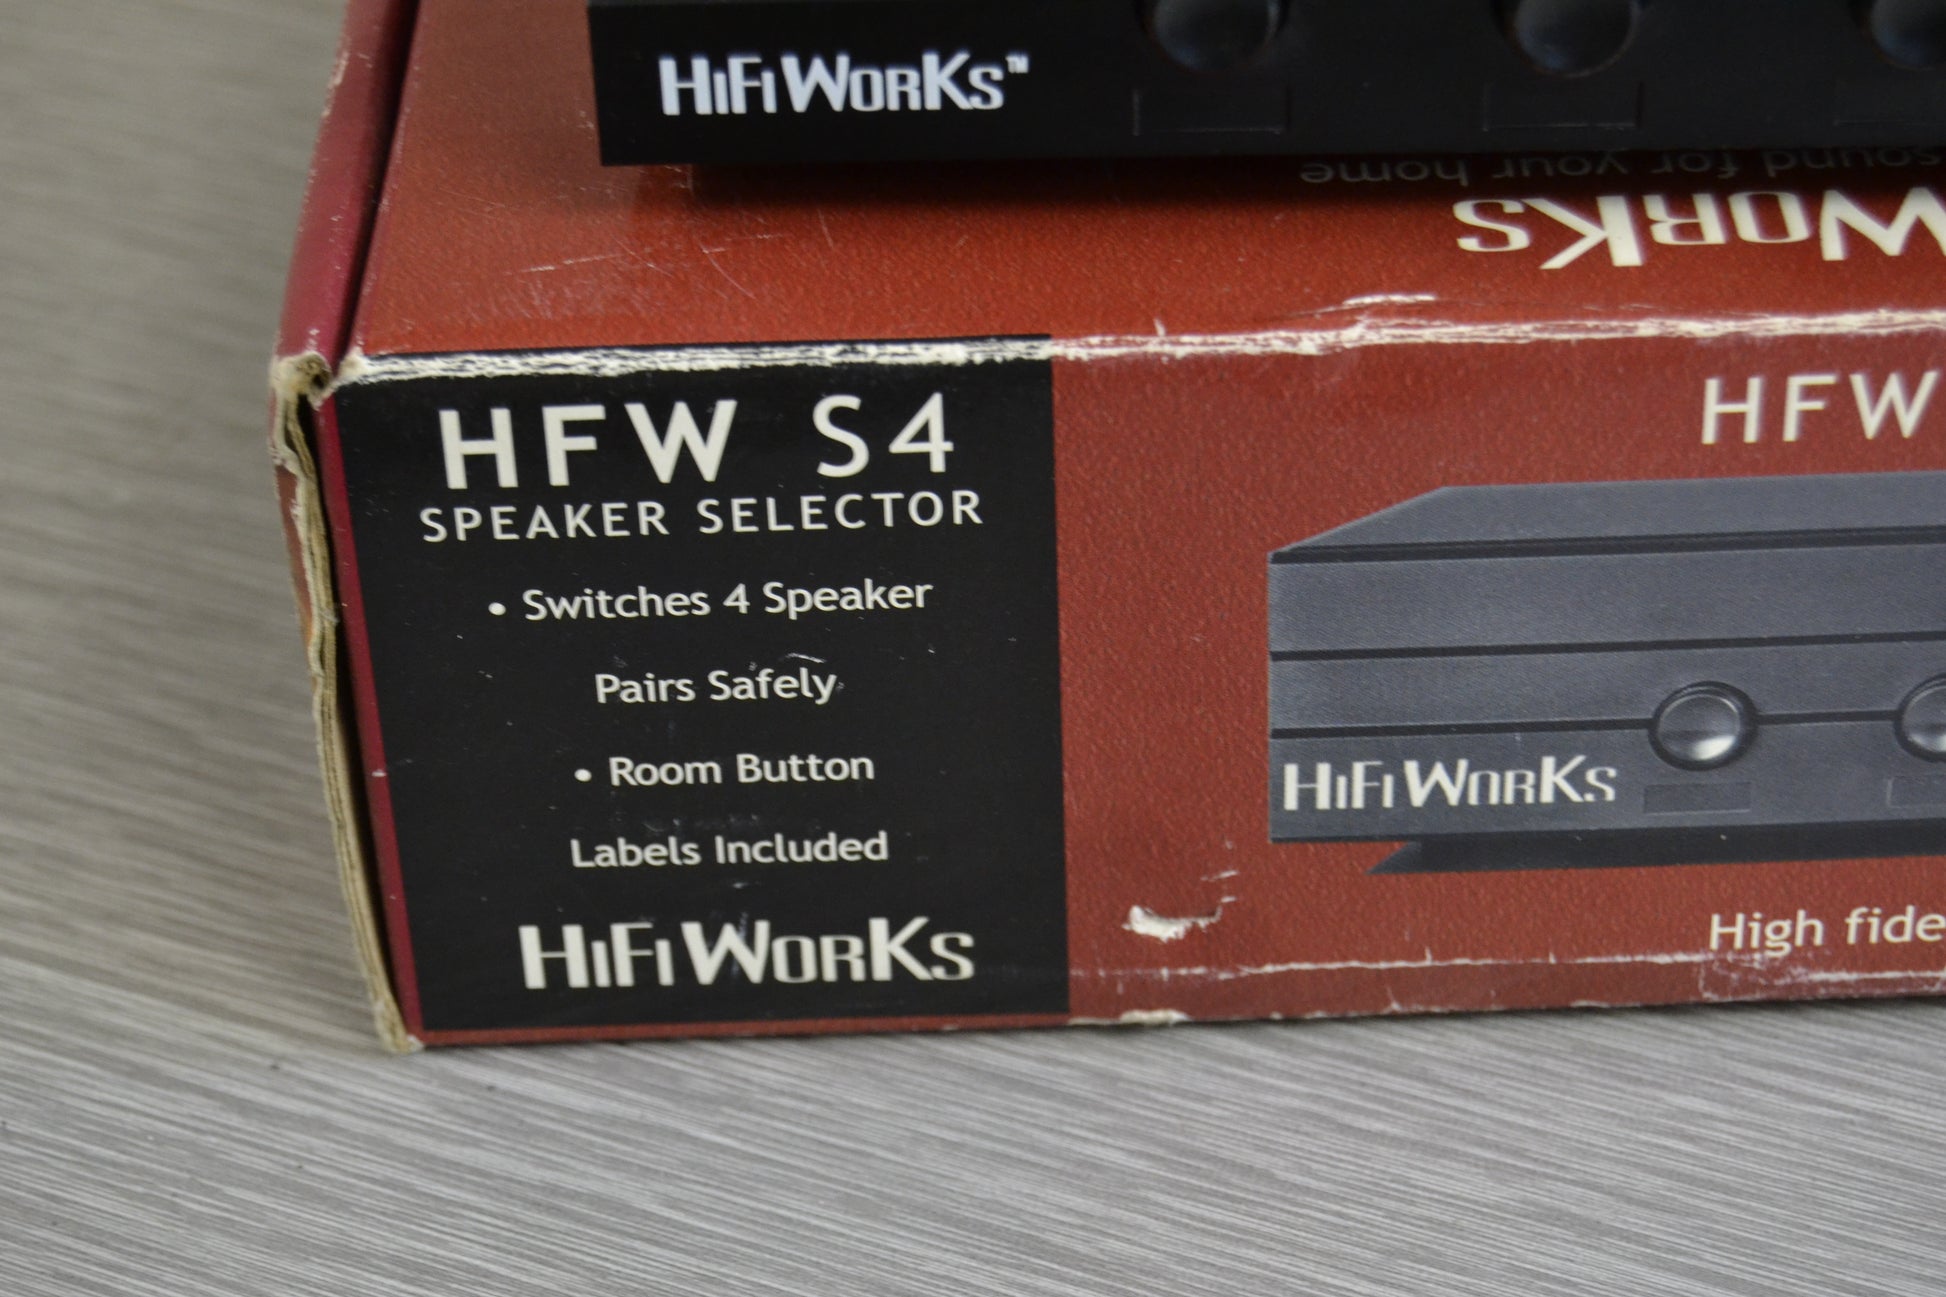 HiFiWorKs™
sound for your home
WorKs
HFW S4
SPEAKER SELECTOR
• Switches 4 Speaker
Pairs Safely
• Room Button
Labels Included
HiFiWorKs
HFW
HiFiWorKs
High fide